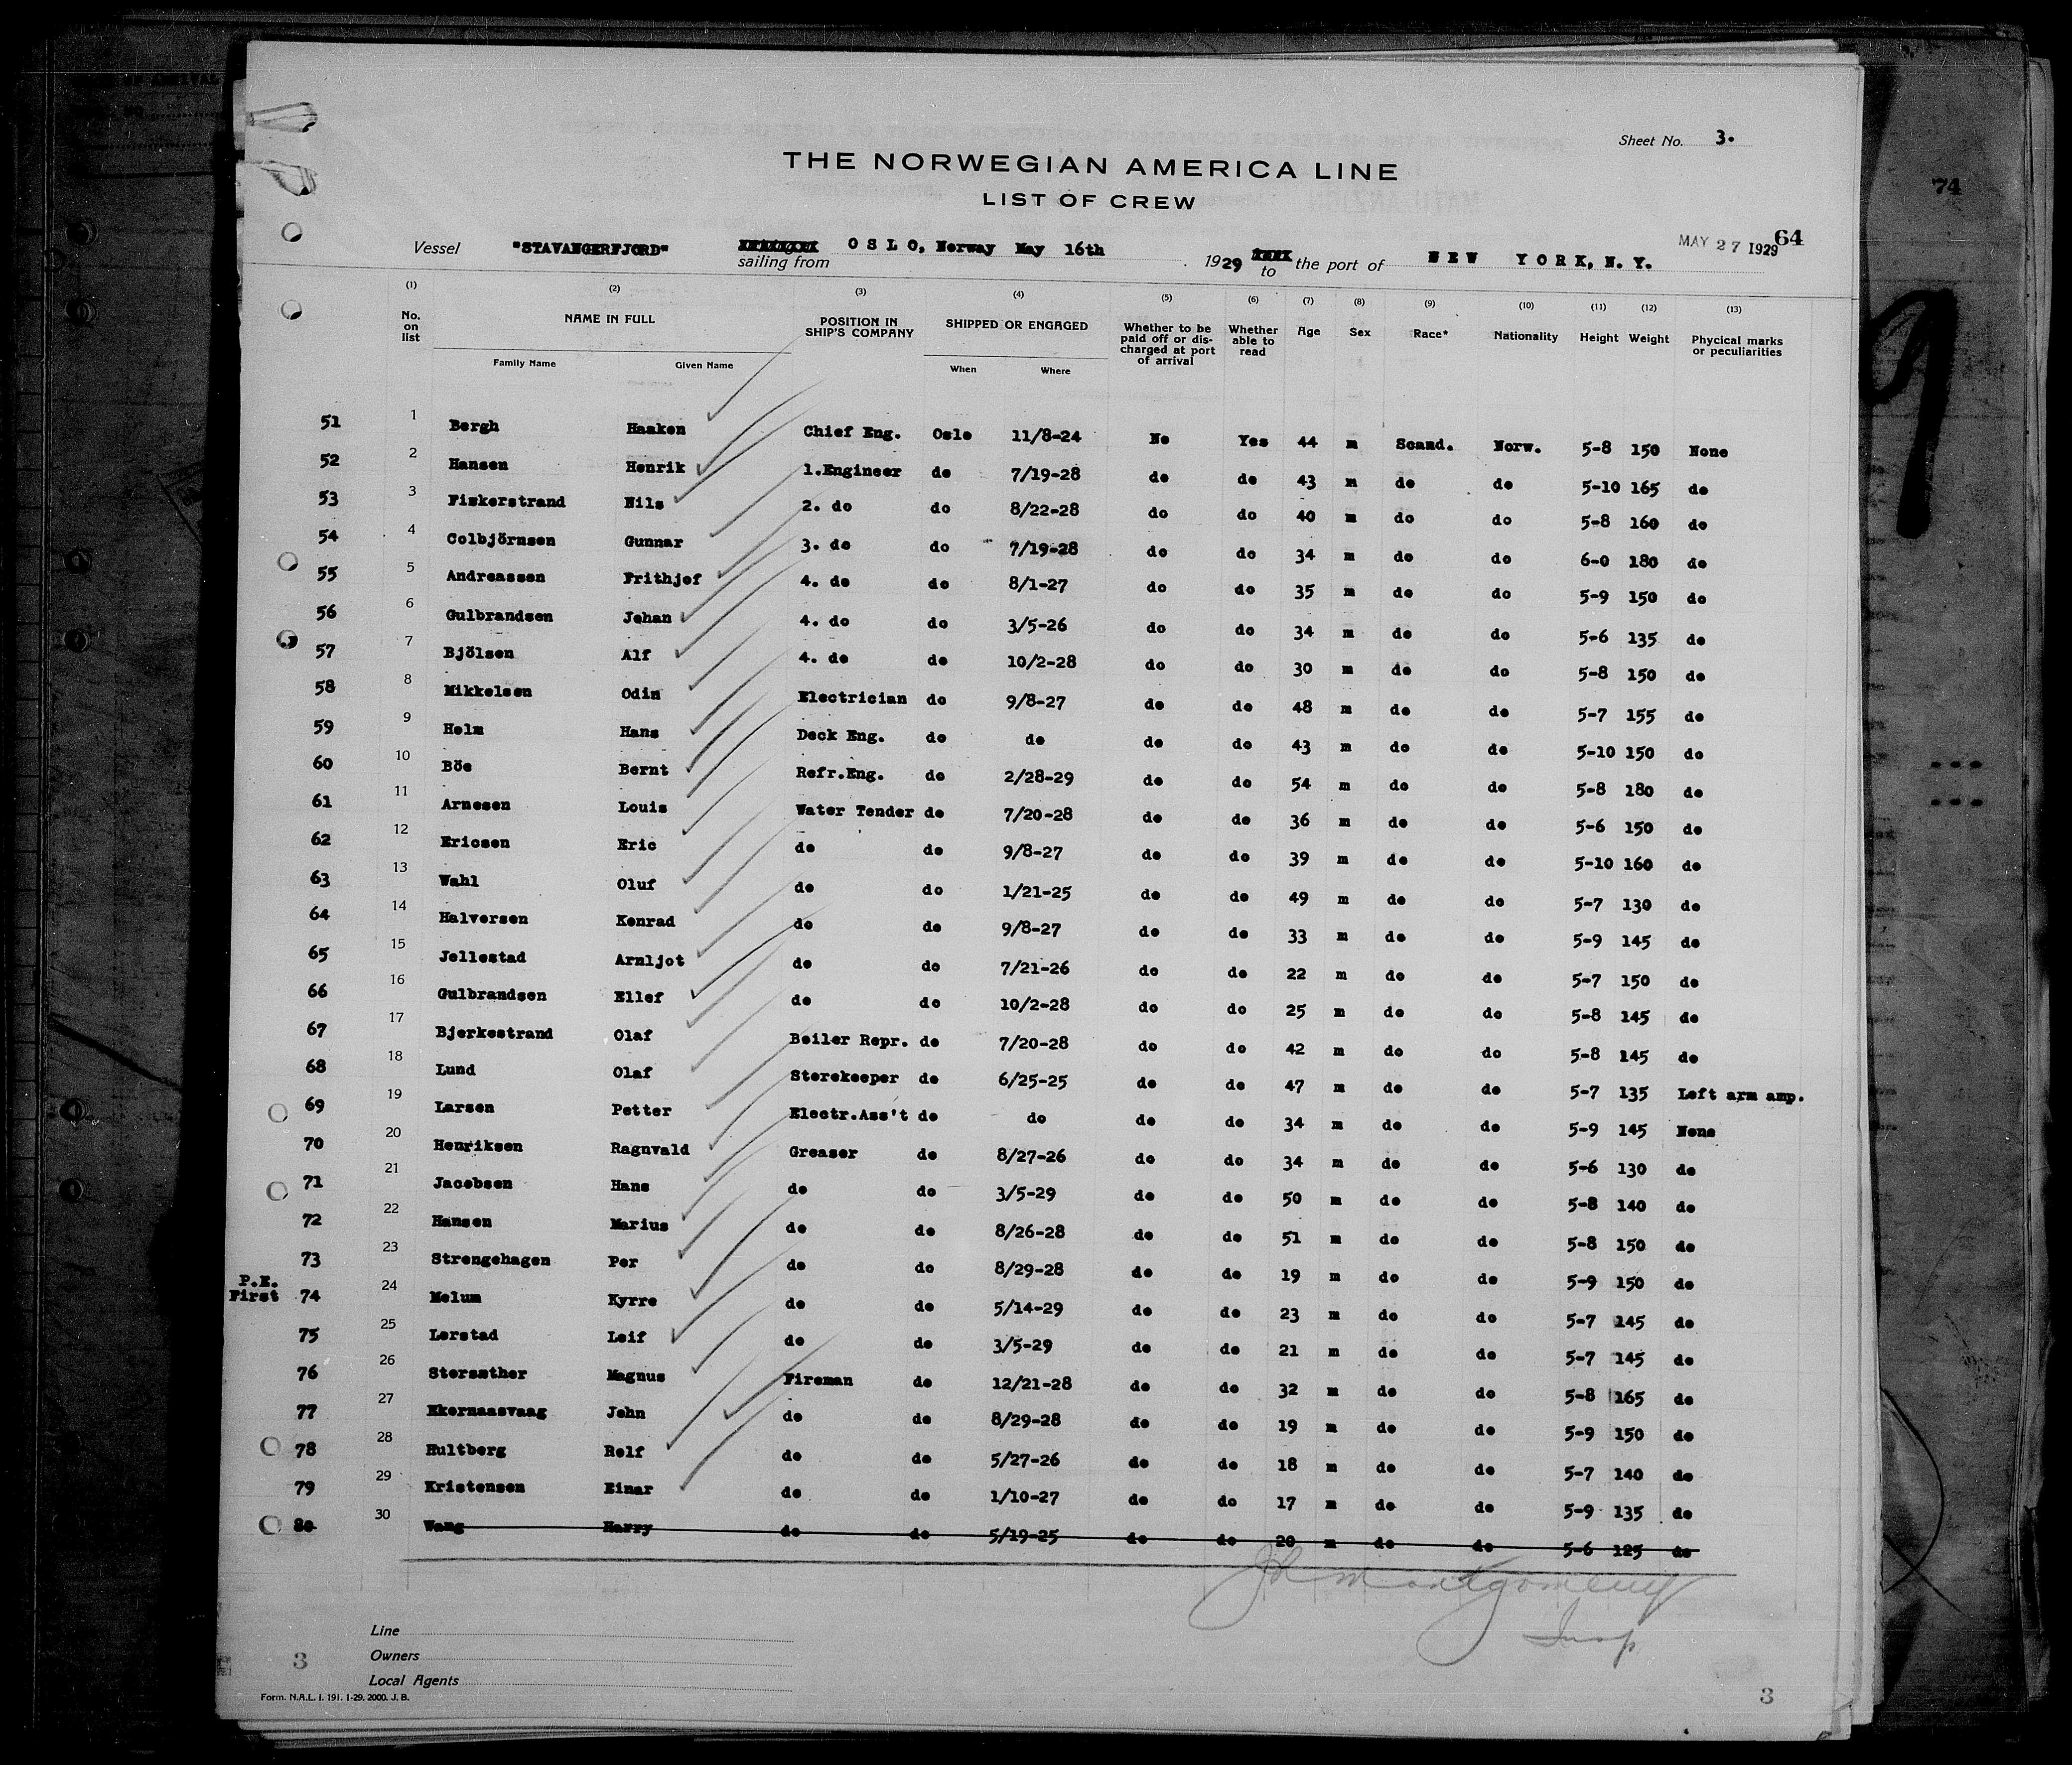 Sheet No. 3.
THE NORWEGIAN AMERICA LINE
LIST OF CREW
74
MAY 27 1929 64
Vessel "STAVANGERFJORD" sailing from O S L O, Norway May 16th 1929 to the port of N E W Y O R K, N. Y.
(1) (2) (3) (4) (5) (6) (7) (8) (9) (10) (11) (12) (13)
No. on list NAME IN FULL Family Name Given Name POSITION IN SHIP'S COMPANY SHIPPED OR ENGAGED When Where Whether to be paid off or discharged at port of arrival Whether able to read Age Sex Race* Nationality Height Weight Phycical marks or peculiarities
51 1 Bergh Haaken Chief Eng. Oslo 11/8-24 No Yes 44 m Scand. Norw. 5-8 150 None
52 2 Hansen Henrik 1.Engineer do 7/19-28 do do 43 m do do 5-10 165 do
53 3 Fiskerstrand Nils 2. do do 8/22-28 do do 40 m do do 5-8 160 do
54 4 Colbjörnsen Gunnar 3. do do 7/19-28 do do 34 m do do 6-0 180 do
55 5 Andreassen Frithjof 4. do do 8/1-27 do do 35 m do do 5-9 150 do
56 6 Gulbrandsen Johan 4. do do 3/5-26 do do 34 m do do 5-6 135 do
57 7 Bjölsen Alf 4. do do 10/2-28 do do 30 m do do 5-8 150 do
58 8 Mikkelsen Odin Electrician do 9/8-27 do do 48 m do do 5-7 155 do
59 9 Holm Hans Deck Eng. do do do do 43 m do do 5-10 150 do
60 10 Böe Bernt Refr.Eng. do 2/28-29 do do 54 m do do 5-8 180 do
61 11 Arnesen Louis Water Tender do 7/20-28 do do 36 m do do 5-6 150 do
62 12 Ericsen Eric do do 9/8-27 do do 39 m do do 5-10 160 do
63 13 Wahl Oluf do do 1/21-25 do do 49 m do do 5-7 130 do
64 14 Halvorsen Konrad do do 9/8-27 do do 33 m do do 5-9 145 do
65 15 Jellestad Arnljot do do 7/21-26 do do 22 m do do 5-7 150 do
66 16 Gulbrandsen Ellef do do 10/2-28 do do 25 m do do 5-8 145 do
67 17 Bjerkestrand Olaf Boiler Repr. do 7/20-28 do do 42 m do do 5-8 145 do
68 18 Lund Olaf Storekeeper do 6/25-25 do do 47 m do do 5-7 135 Left arm amp.
69 19 Larsen Petter Electr.Ass't do do do do 34 m do do 5-9 145 None
70 20 Henriksen Ragnvald Greaser do 8/27-26 do do 34 m do do 5-6 130 do
71 21 Jacobsen Hans do do 3/5-29 do do 50 m do do 5-8 140 do
72 22 Hansen Marius do do 8/26-28 do do 51 m do do 5-8 150 do
73 23 Strengehagen Per do do 8/29-28 do do 19 m do do 5-9 150 do
P.E. First 74 24 Melum Kyrre do do 5/14-29 do do 23 m do do 5-7 145 do
75 25 Lerstad Leif do do 3/5-29 do do 21 m do do 5-7 145 do
76 26 Storsæther Magnus Fireman do 12/21-28 do do 32 m do do 5-8 165 do
77 27 Ekornaasvaag John do do 8/29-28 do do 19 m do do 5-9 150 do
78 28 Hultberg Rolf do do 5/27-26 do do 18 m do do 5-7 140 do
79 29 Kristensen Einar do do 1/10-27 do do 17 m do do 5-9 135 do
80 30 Wang Harry do do 5/19-25 do do 20 m do do 5-6 125 do
Montgomery
Insp
Line
Owners
Local Agents
3
Form. N.A.L. I. 191. 1-29. 2000. J. B.
3
9